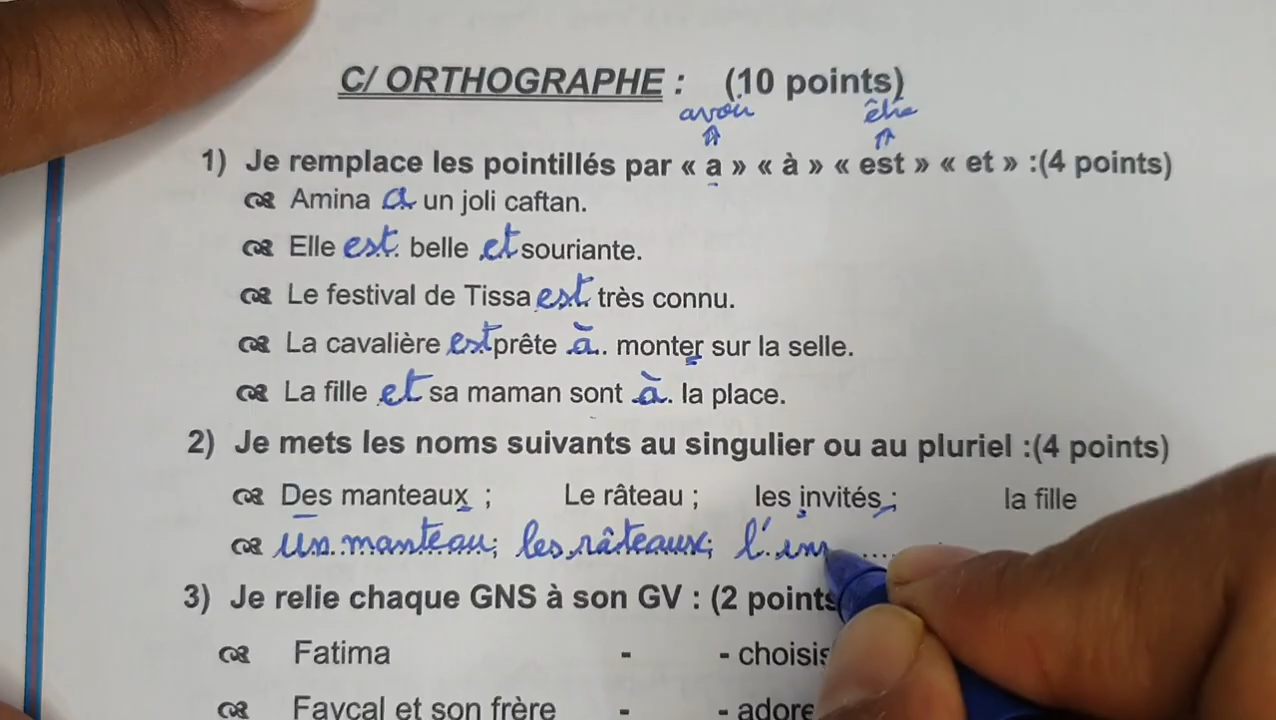 C/ ORTHOGRAPHE : (10 points)
avoir être
1) Je remplace les pointillés par « a » « à » « est » « et » :(4 points)
Amina a un joli caftan.
Elle est belle et souriante.
Le festival de Tissa est très connu.
La cavalière est prête à monter sur la selle.
La fille et sa maman sont à la place.
2) Je mets les noms suivants au singulier ou au pluriel :(4 points)
Des manteaux ; Le râteau ; les invités ; la fille
un manteau; les râteaux; l'inv
3) Je relie chaque GNS à son GV : (2 points
Fatima - - choisis
Fayçal et son frère - - adore